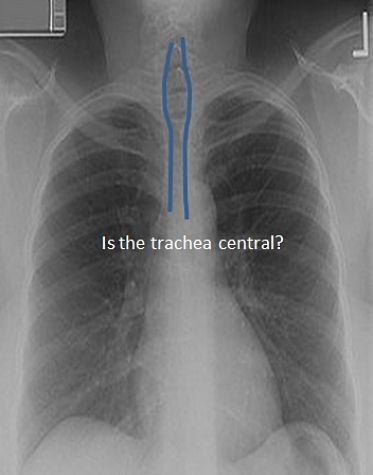 L
Is the trachea central?